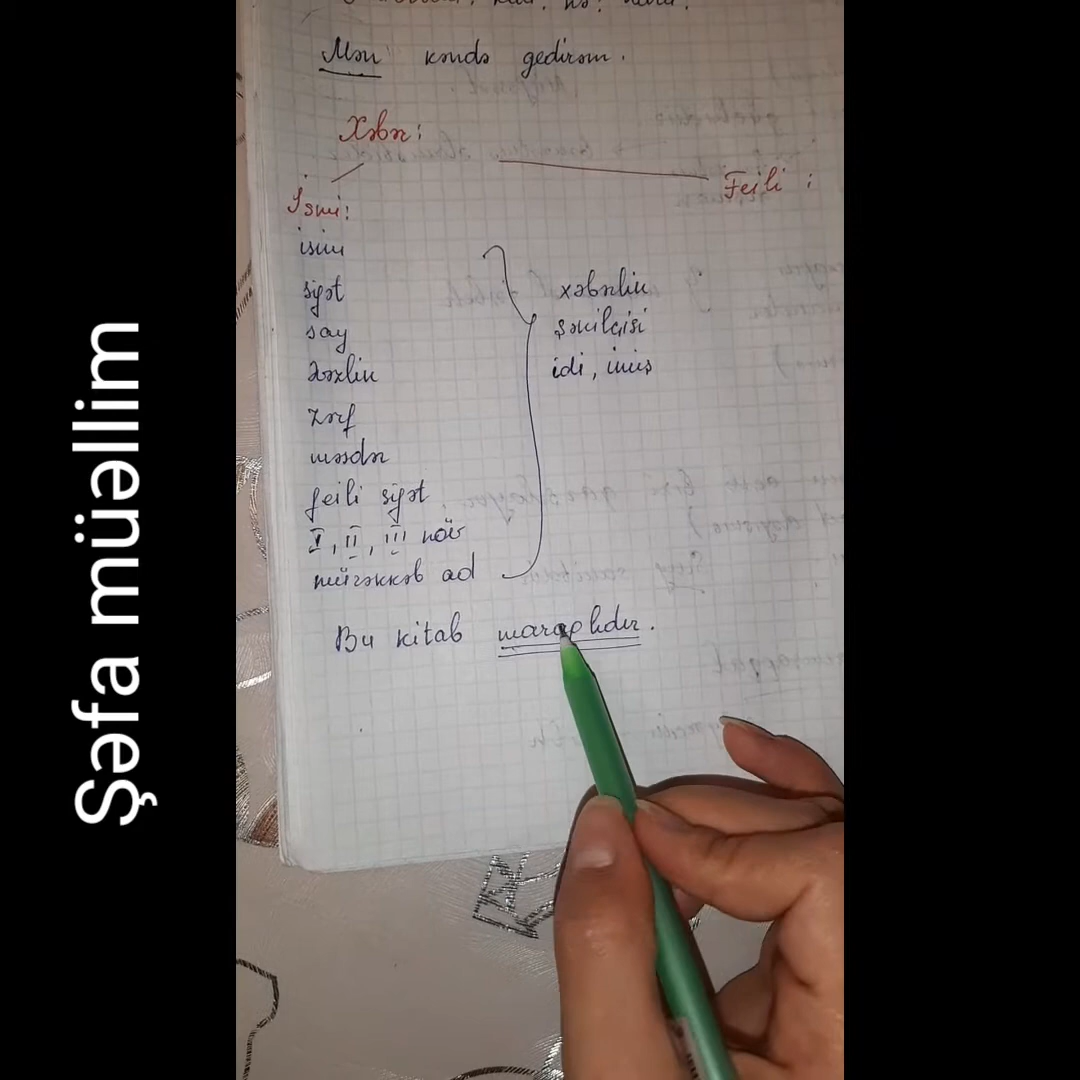 Şəfa müəllim
Mən kəndə gedirəm.
Xəbər:
İsmi:
Feili:
isim
sifət
say
əvəzlik
zərf
məsdər
feili sifət
I, II, III növ
mürəkkəb ad
xəbərlik
şəkilçisi
idi, imiş
Bu kitab maraqlıdır.